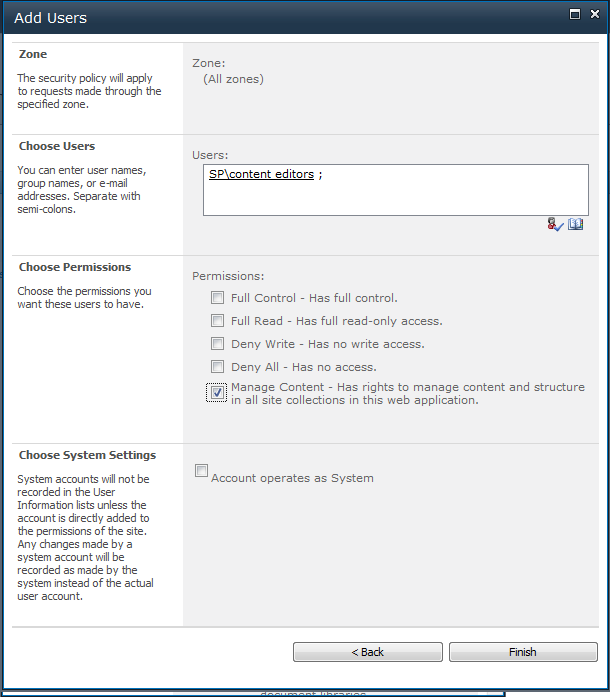 Add Users
Zone
The security policy will apply
to requests made through the
specified zone.
Zone:
(All zones)
Choose Users
You can enter user names,
group names, or e-mail
addresses. Separate with
semi-colons.
Users:
SP\content editors ;
Choose Permissions
Choose the permissions you
want these users to have.
Permissions:
Full Control - Has full control.
Full Read - Has full read-only access.
Deny Write - Has no write access.
Deny All - Has no access.
Manage Content - Has rights to manage content and structure
in all site collections in this web application.
Choose System Settings
System accounts will not be
recorded in the User
Information lists unless the
account is directly added to
the permissions of the site.
Any changes made by a
system account will be
recorded as made by the
system instead of the actual
user account.
Account operates as System
< Back
Finish
document libraries